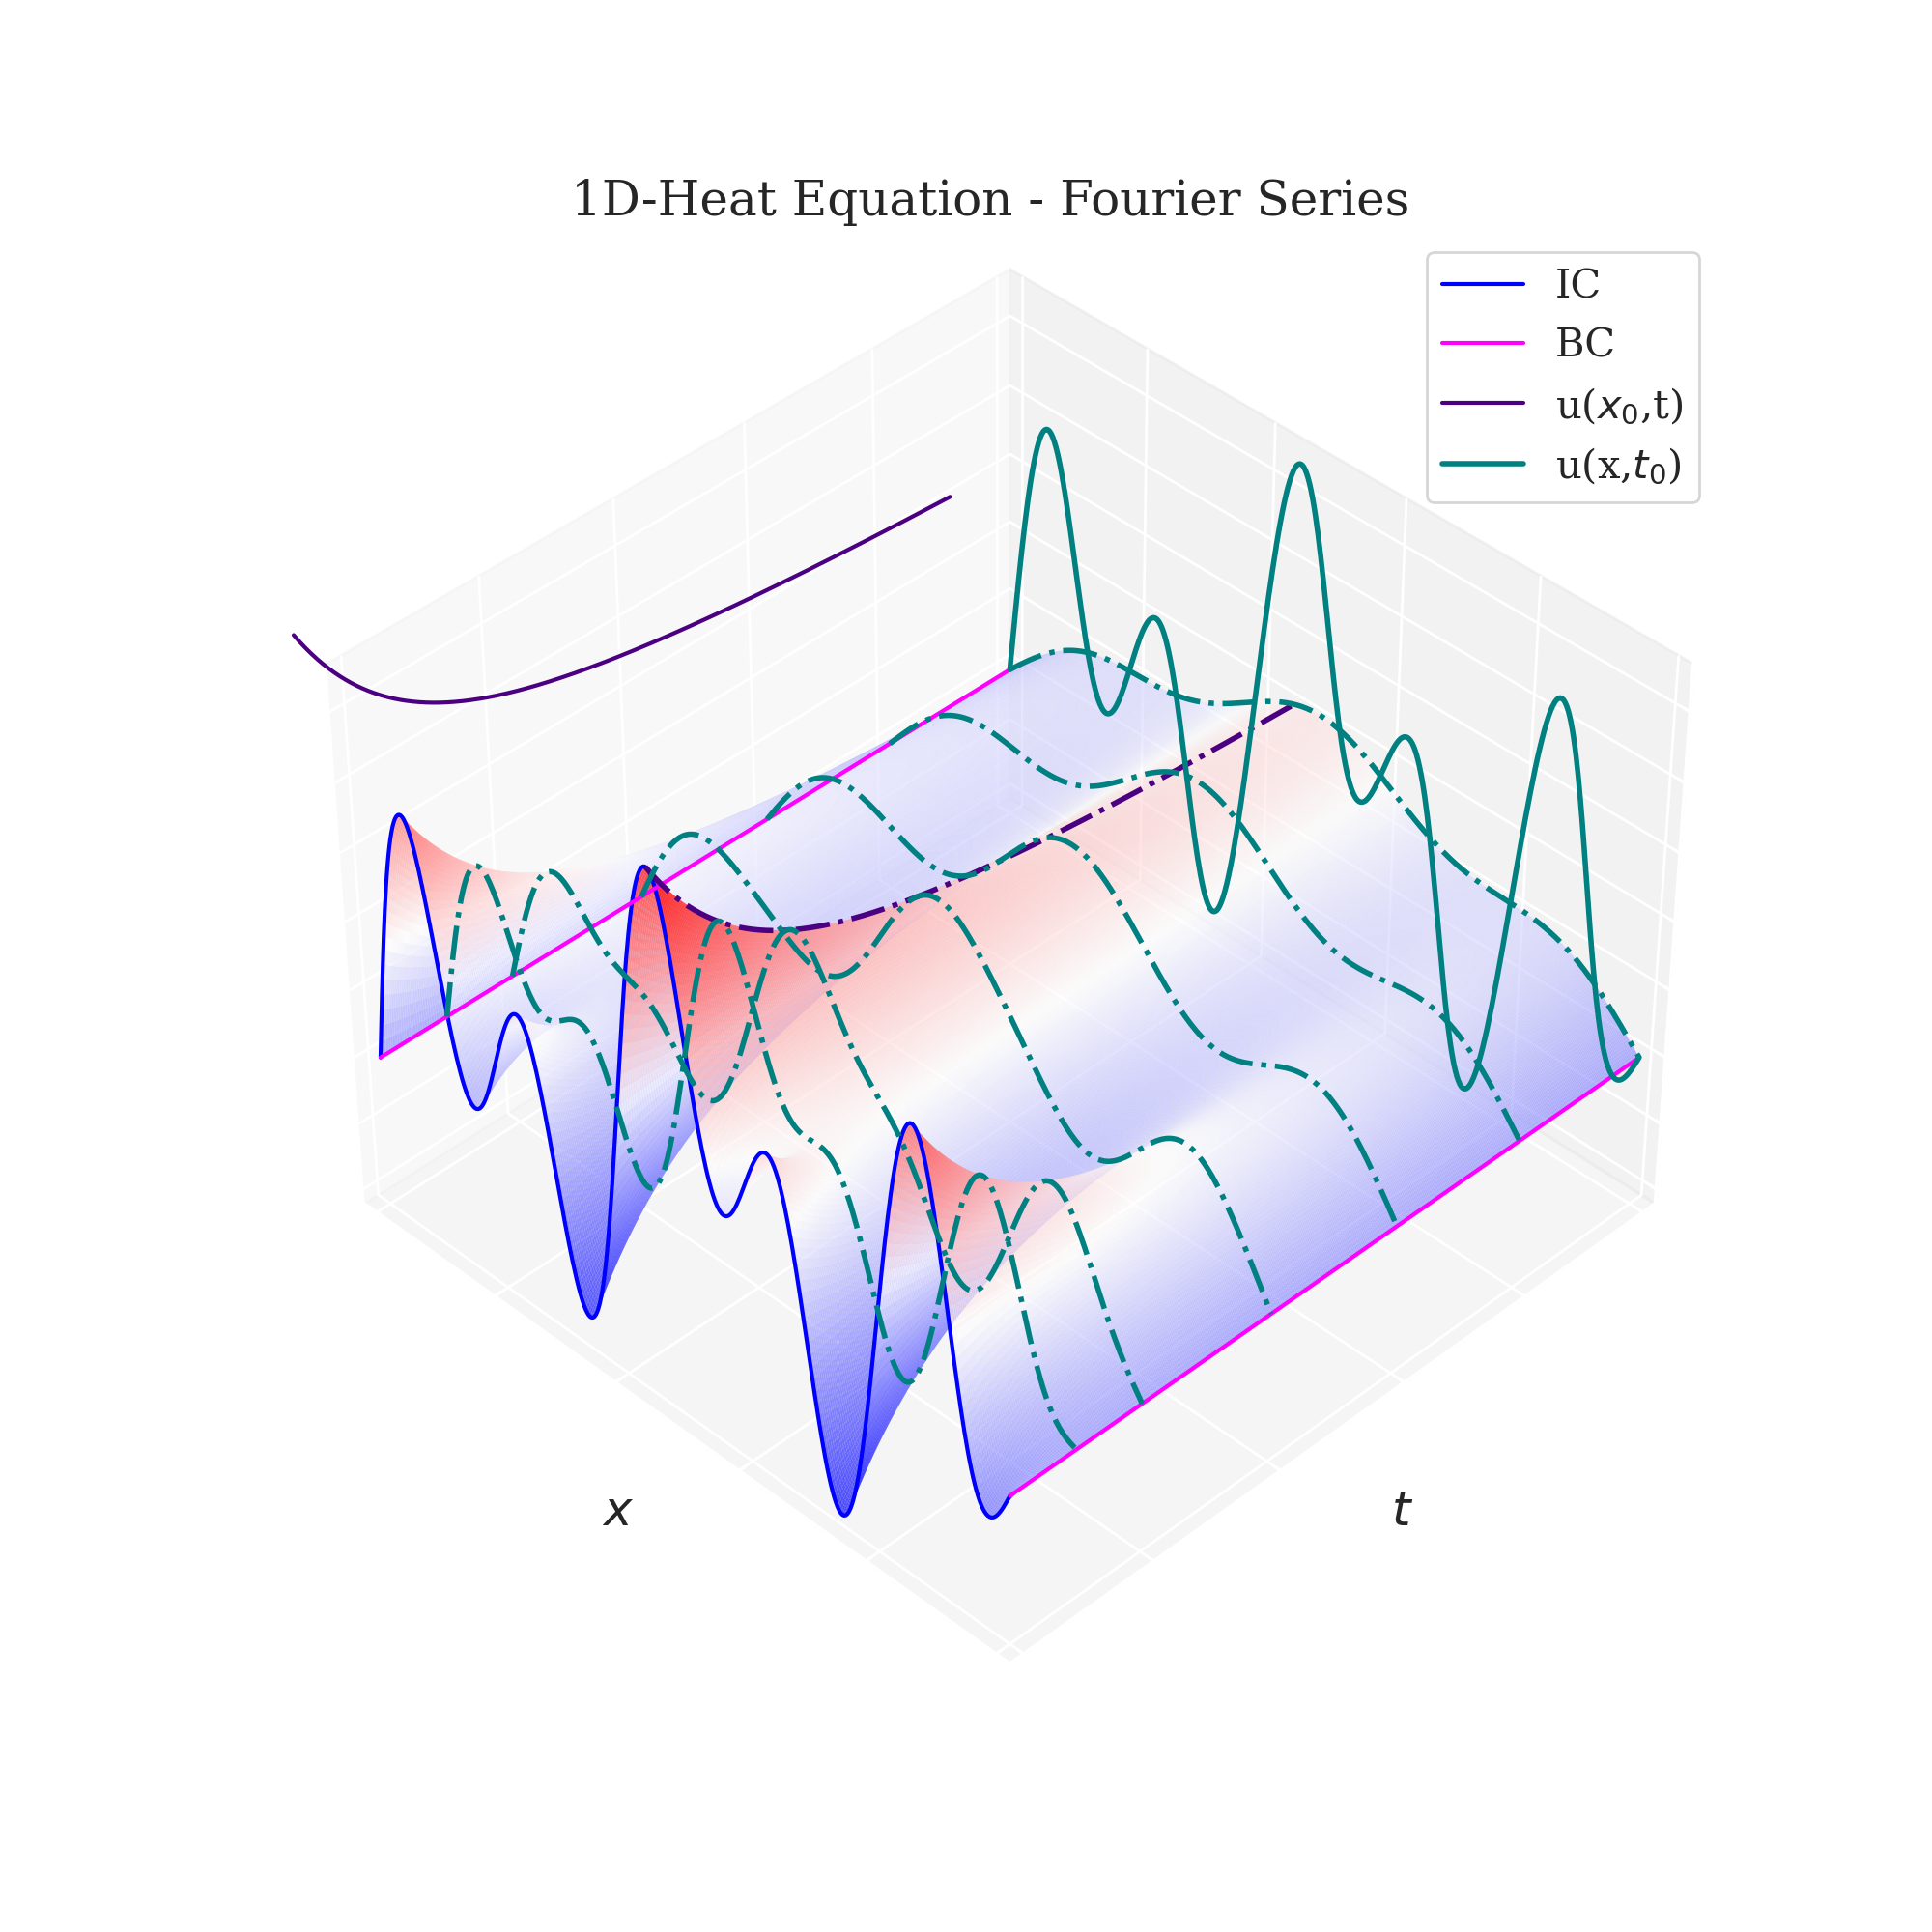 1D-Heat Equation - Fourier Series
IC
BC
u(x₀,t)
u(x,t₀)
x
t